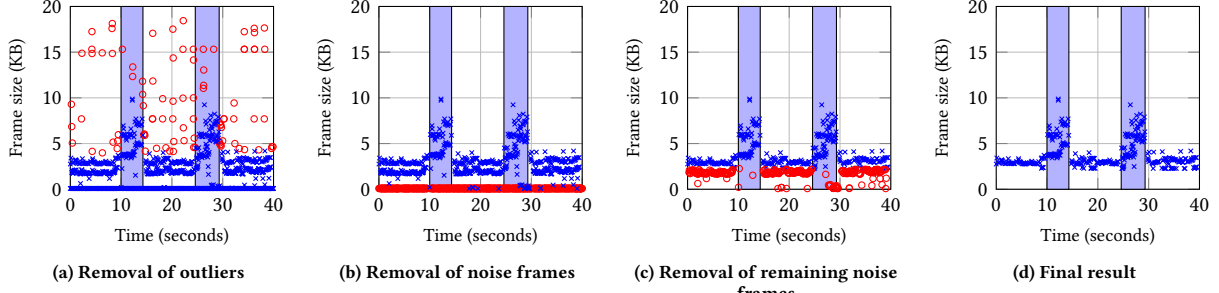 20
15
10
5
0
0 10 20 30 40
Frame size (KB)
Time (seconds)
(a) Removal of outliers
20
15
10
5
0
0 10 20 30 40
Frame size (KB)
Time (seconds)
(b) Removal of noise frames
20
15
10
5
0
0 10 20 30 40
Frame size (KB)
Time (seconds)
(c) Removal of remaining noise
frames
20
15
10
5
0
0 10 20 30 40
Frame size (KB)
Time (seconds)
(d) Final result